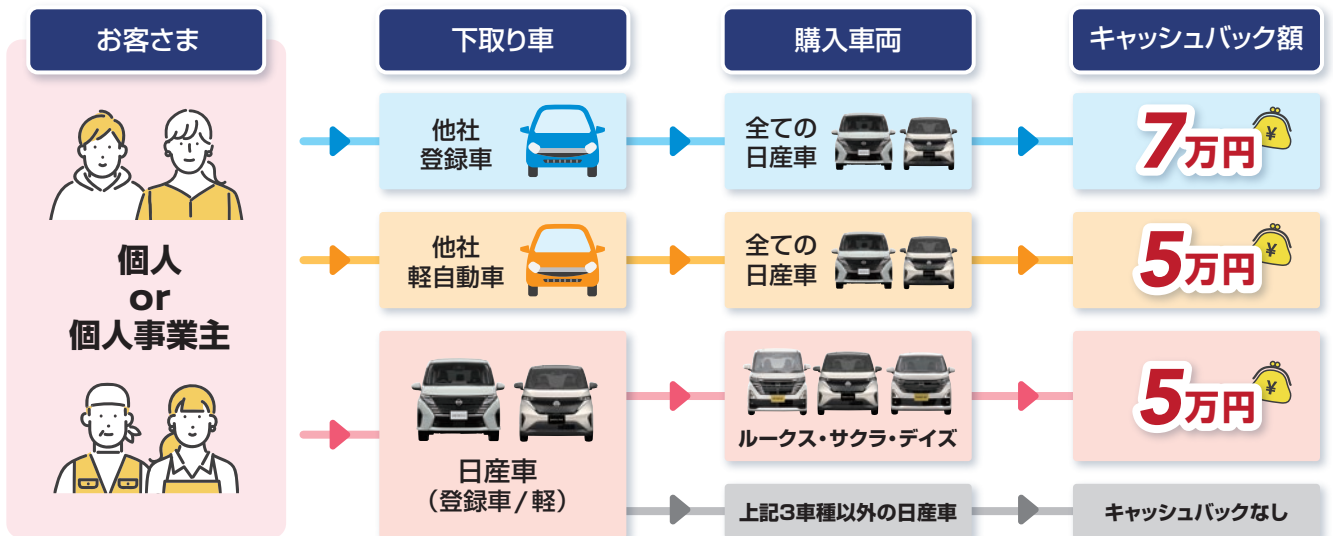 お客さま
下取り車
購入車両
キャッシュバック額
個人
or
個人事業主
他社
登録車
全ての
日産車
7万円
¥
他社
軽自動車
全ての
日産車
5万円
¥
日産車
（登録車/軽）
ルークス・サクラ・デイズ
5万円
¥
上記3車種以外の日産車
キャッシュバックなし